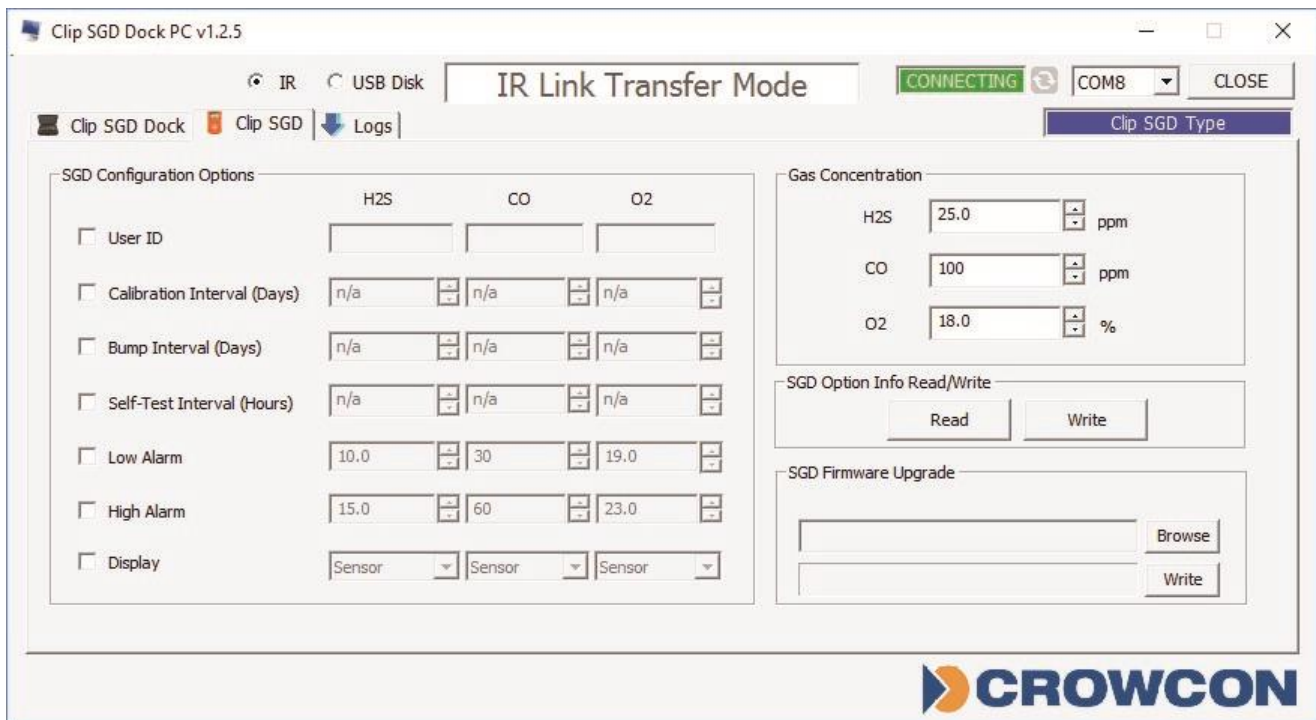 Clip SGD Dock PC v1.2.5
IR USB Disk IR Link Transfer Mode CONNECTING COM8 CLOSE
Clip SGD Dock Clip SGD Logs Clip SGD Type
SGD Configuration Options
H2S CO O2
User ID
Calibration Interval (Days) n/a n/a n/a
Bump Interval (Days) n/a n/a n/a
Self-Test Interval (Hours) n/a n/a n/a
Low Alarm 10.0 30 19.0
High Alarm 15.0 60 23.0
Display Sensor Sensor Sensor
Gas Concentration
H2S 25.0 ppm
CO 100 ppm
O2 18.0 %
SGD Option Info Read/Write
Read Write
SGD Firmware Upgrade
Browse
Write
CROWCON